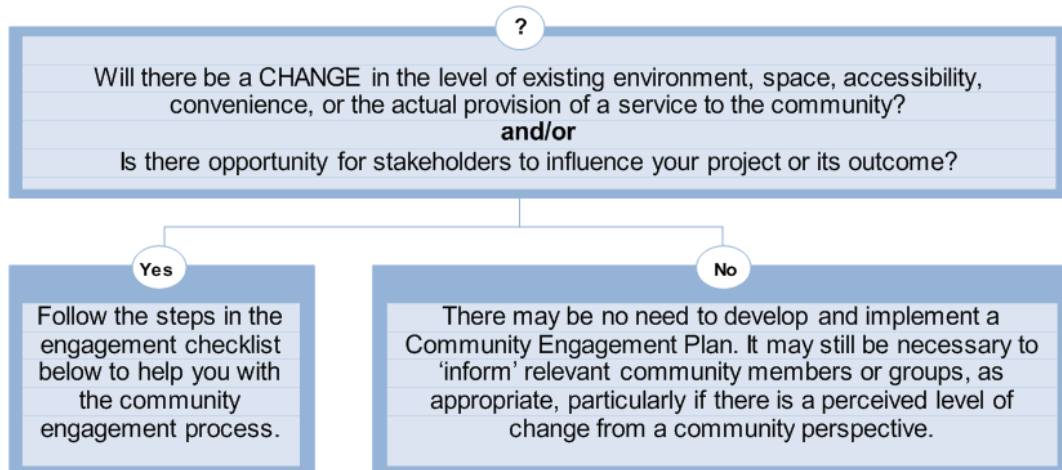 ?
Will there be a CHANGE in the level of existing environment, space, accessibility,
convenience, or the actual provision of a service to the community?
and/or
Is there opportunity for stakeholders to influence your project or its outcome?
Yes
Follow the steps in the
engagement checklist
below to help you with
the community
engagement process.
No
There may be no need to develop and implement a
Community Engagement Plan. It may still be necessary to
‘inform’ relevant community members or groups, as
appropriate, particularly if there is a perceived level of
change from a community perspective.